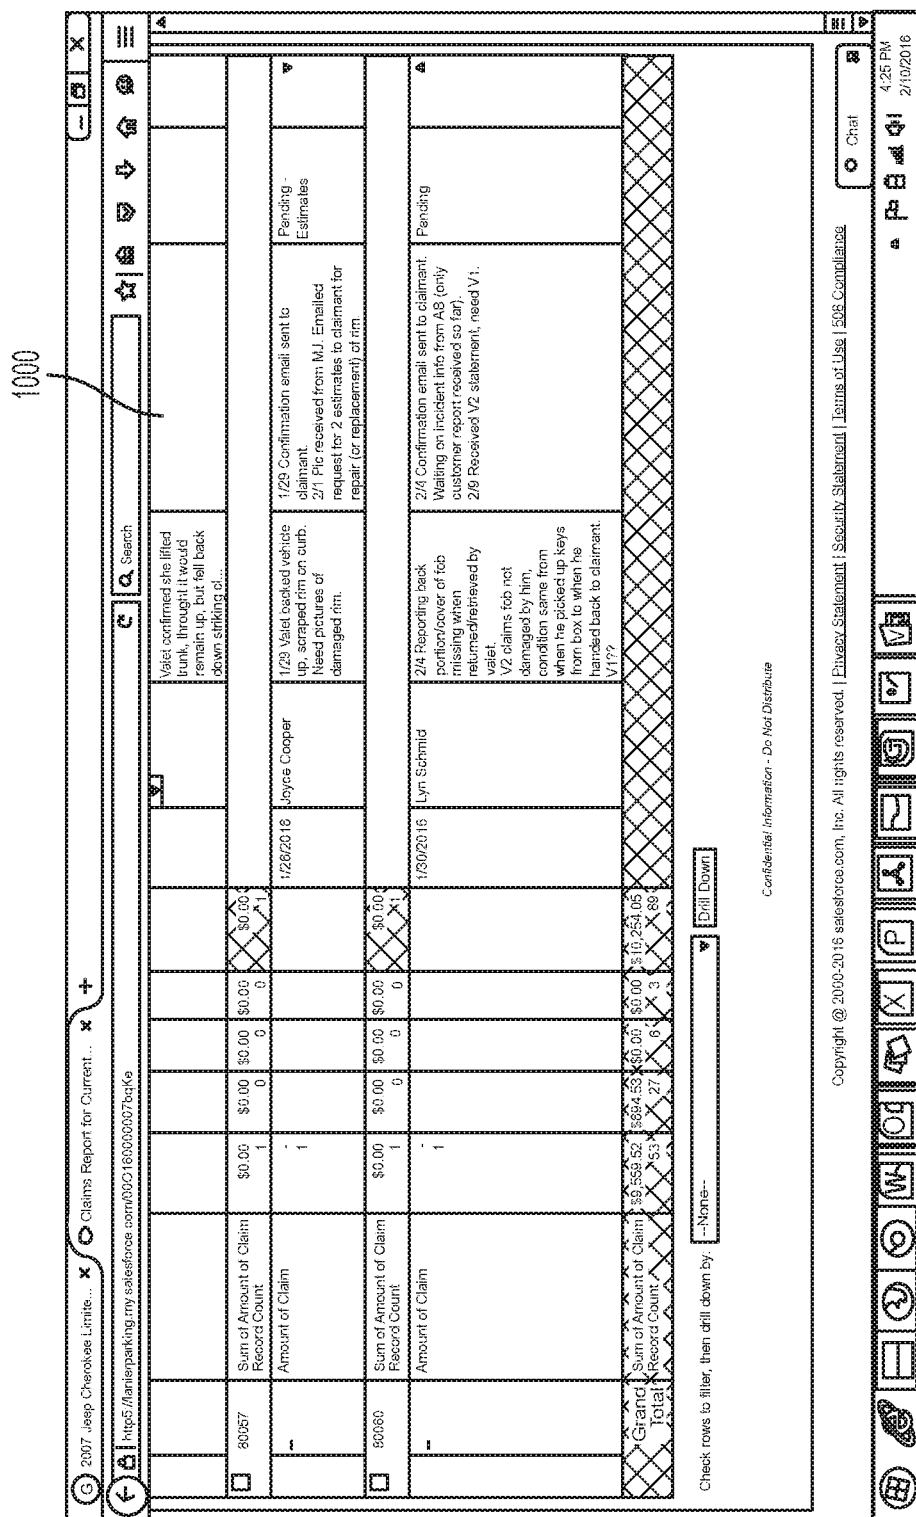 1000
2007 Jeep Cherokee Limite... x
Claims Report for Current... x +
http5://lanierparking.my.salesforce.com/00O160000007bqKe
Search
Valet confirmed she lifted
trunk, throught it would
remain up, but fell back
down striking cl...
80057
Sum of Amount of Claim $0.00 $0.00 $0.00 $0.00 $0.00
Record Count 1 0 0 0 1
Amount of Claim -
1
1/26/2016
Joyce Cooper
1/29 Valet backed vehicle
up, scraped rim on curb.
Need pictures of
damaged rim.
1/29 Confirmation email sent to
claimant.
2/1 Pic received from MJ. Emailed
request for 2 estimates to claimant for
repair (or replacement) of rim.
Pending -
Estimates
80060
Sum of Amount of Claim $0.00 $0.00 $0.00 $0.00 $0.00
Record Count 1 0 0 0 1
Amount of Claim -
1
1/30/2016
Lyn Schmid
2/4 Reporting back
portion/cover of fob
missing when
returned/retrieved by
valet.
V2 claims fob not
damaged by him,
condition same from
when he picked up keys
from box to when he
handed back to claimant.
V1??
2/4 Confirmation email sent to claimant.
Waiting on incident info from AB (only
customer report received so far).
2/9 Received V2 statement, need V1.
Pending
Grand
Total
Sum of Amount of Claim $9,559.52 $694.53 $0.00 $0.00 $10,254.05
Record Count 53 27 6 3 89
Check rows to filter, then drill down by: --None-- Drill Down
Confidential Information - Do Not Distribute
Copyright @ 2000-2016 salesforce.com, Inc. All rights reserved. | Privacy Statement | Security Statement | Terms of Use | 508 Compliance
Chat
W O P X
4:25 PM
2/10/2016